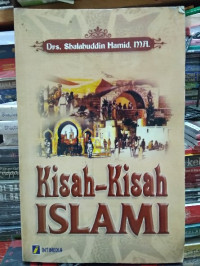 Drs. Shalahuddin Hamid, MA.
Kisah-Kisah
ISLAMI
INTIMEDIA